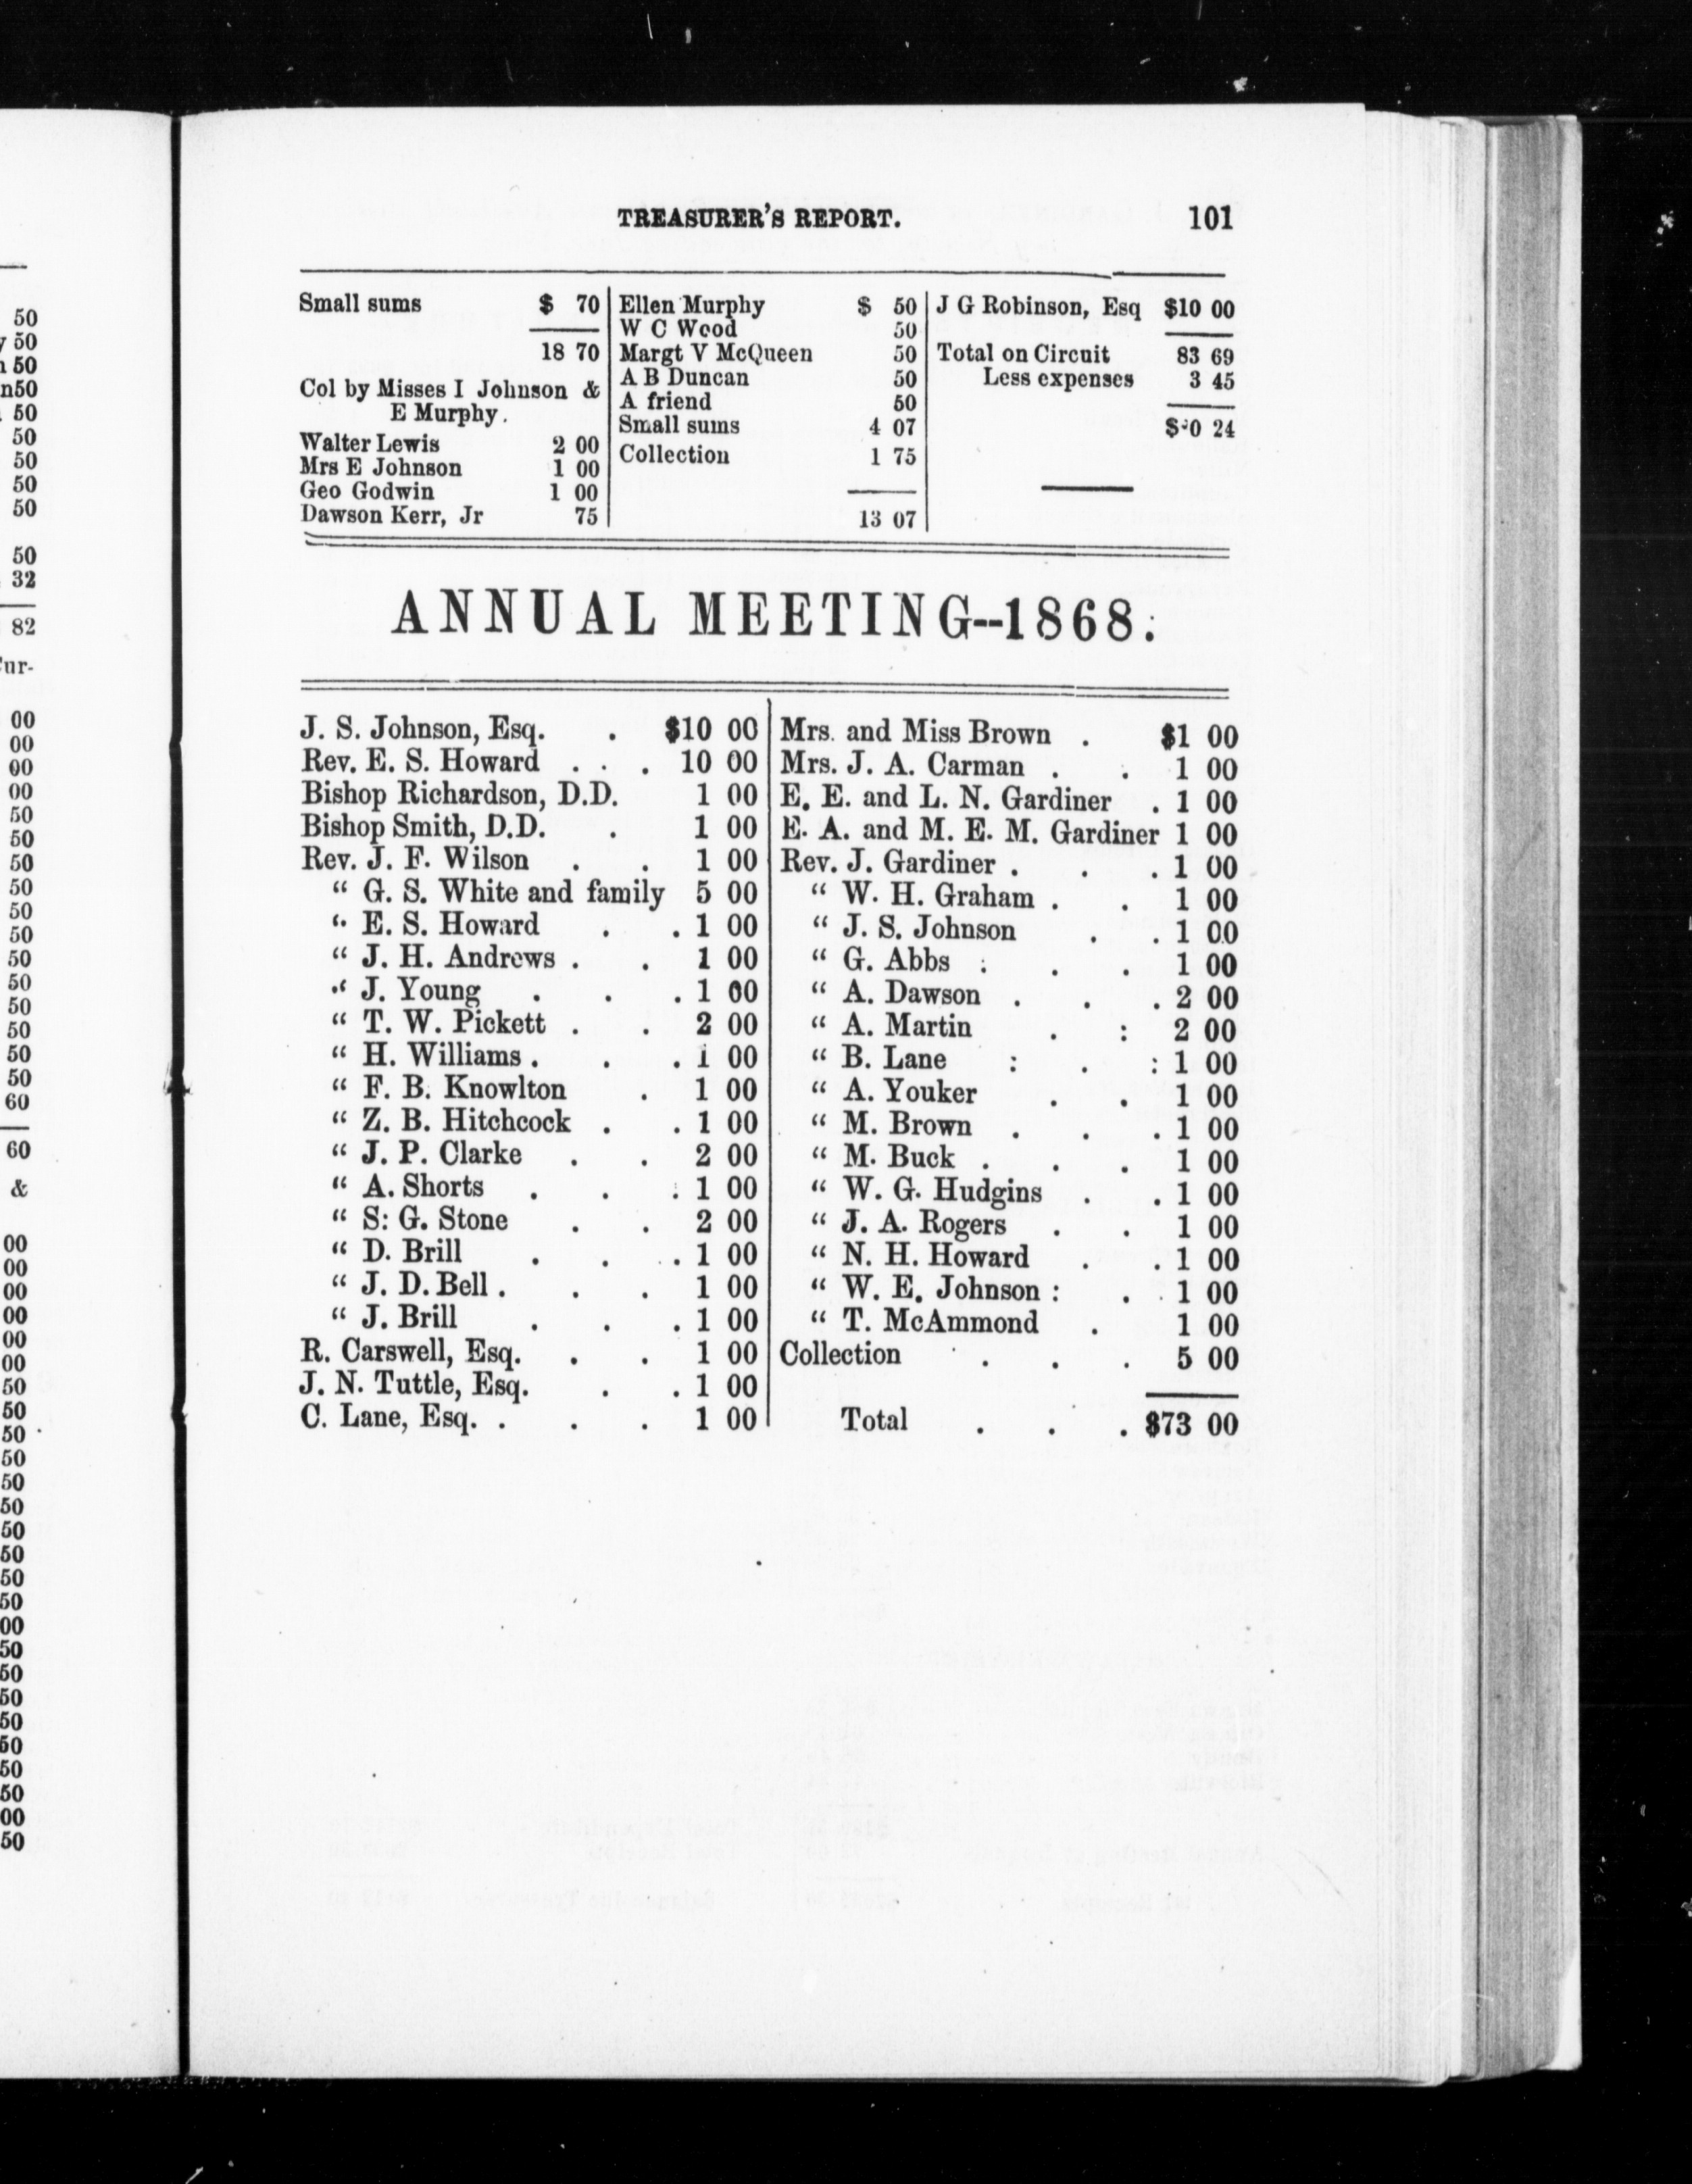 TREASURER'S REPORT. 101
Small sums $ 70
18 70
Col by Misses I Johnson &
E Murphy.
Walter Lewis 2 00
Mrs E Johnson 1 00
Geo Godwin 1 00
Dawson Kerr, Jr 75
Ellen Murphy $ 50
W C Wood 50
Margt V McQueen 50
A B Duncan 50
A friend 50
Small sums 4 07
Collection 1 75
13 07
J G Robinson, Esq $10 00
Total on Circuit 83 69
Less expenses 3 45
$ 0 24
ANNUAL MEETING--1868.
J. S. Johnson, Esq. . $10 00
Rev. E. S. Howard . . . 10 00
Bishop Richardson, D.D. 1 00
Bishop Smith, D.D. . 1 00
Rev. J. F. Wilson . . 1 00
“ G. S. White and family 5 00
“ E. S. Howard . . 1 00
“ J. H. Andrews . . 1 00
“ J. Young . . . 1 00
“ T. W. Pickett . . 2 00
“ H. Williams . . . 1 00
“ F. B. Knowlton . 1 00
“ Z. B. Hitchcock . . 1 00
“ J. P. Clarke . . 2 00
“ A. Shorts . . . 1 00
“ S: G. Stone . . 2 00
“ D. Brill . . . 1 00
“ J. D. Bell . . . 1 00
“ J. Brill . . . 1 00
R. Carswell, Esq. . . 1 00
J. N. Tuttle, Esq. . . 1 00
C. Lane, Esq. . . . 1 00
Mrs. and Miss Brown . $1 00
Mrs. J. A. Carman . . 1 00
E. E. and L. N. Gardiner . 1 00
E. A. and M. E. M. Gardiner 1 00
Rev. J. Gardiner . . . 1 00
“ W. H. Graham . . 1 00
“ J. S. Johnson . . 1 00
“ G. Abbs : . . 1 00
“ A. Dawson . . . 2 00
“ A. Martin . : 2 00
“ B. Lane : . : 1 00
“ A. Youker . . 1 00
“ M. Brown . . . 1 00
“ M. Buck . . . 1 00
“ W. G. Hudgins . . 1 00
“ J. A. Rogers . . 1 00
“ N. H. Howard . . 1 00
“ W. E. Johnson : . 1 00
“ T. McAmmond . 1 00
Collection . . . 5 00
Total . . . $73 00